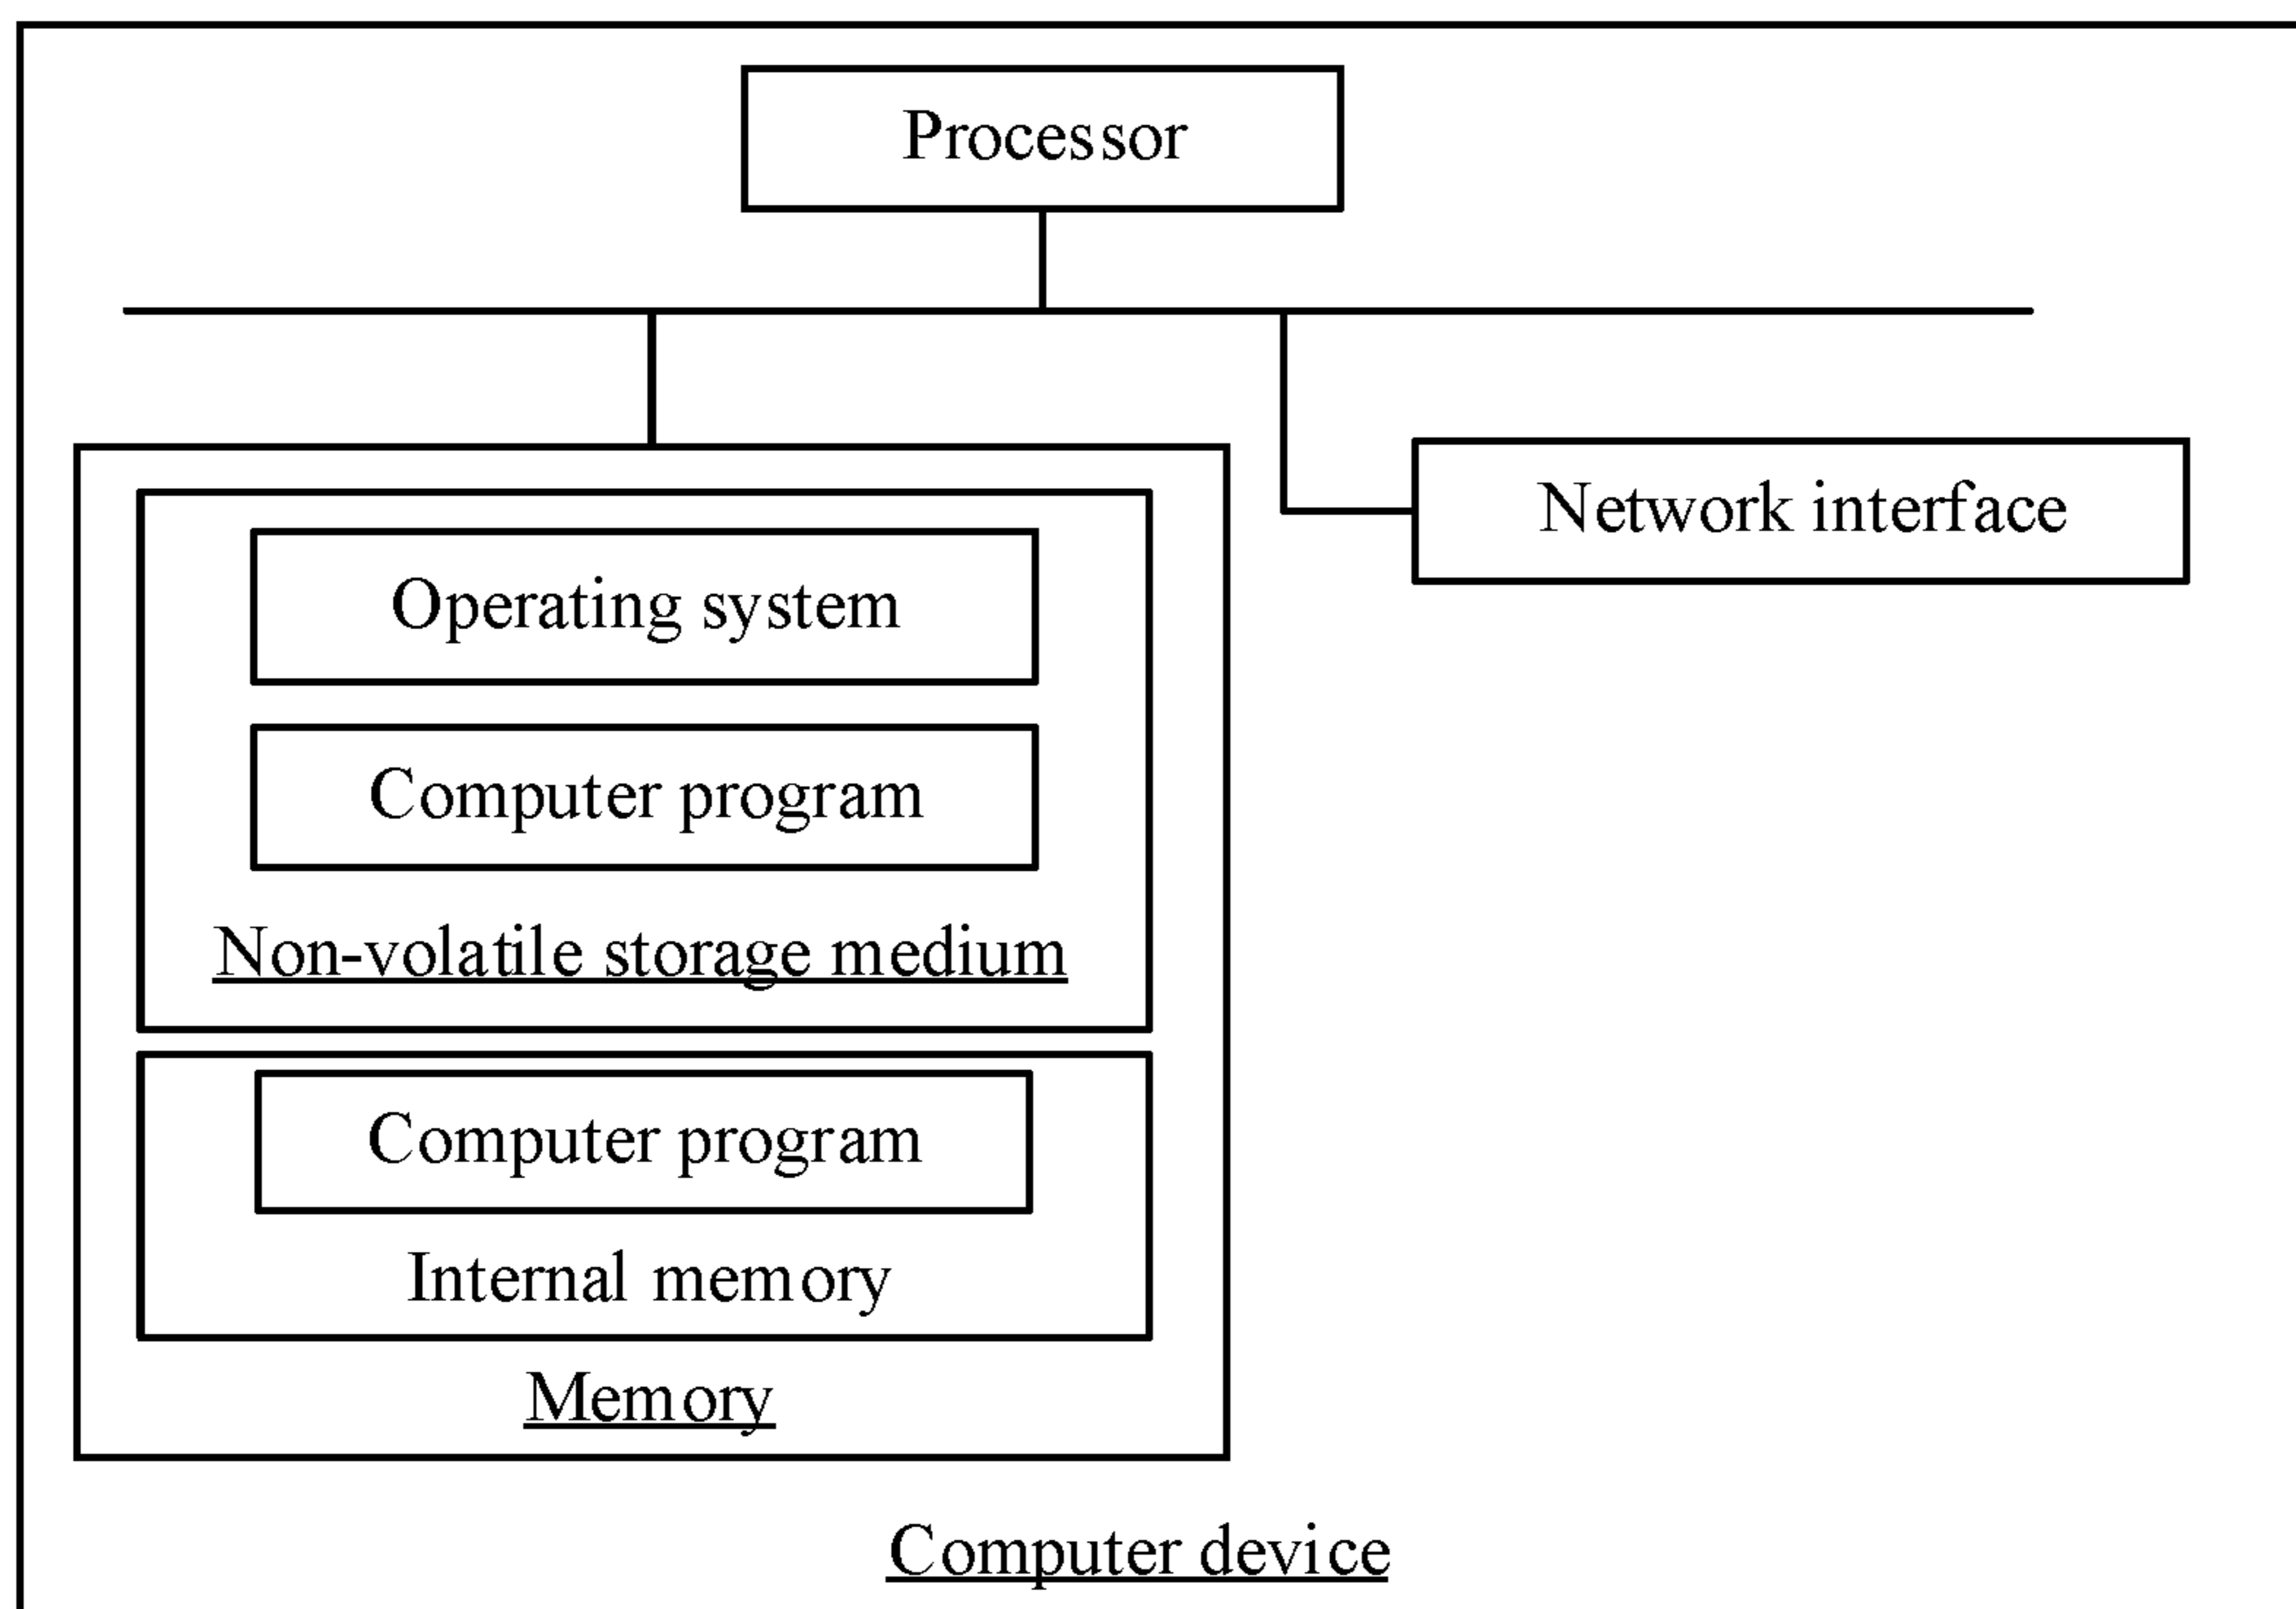 Processor
Network interface
Operating system
Computer program
Non-volatile storage medium
Computer program
Internal memory
Memory
Computer device